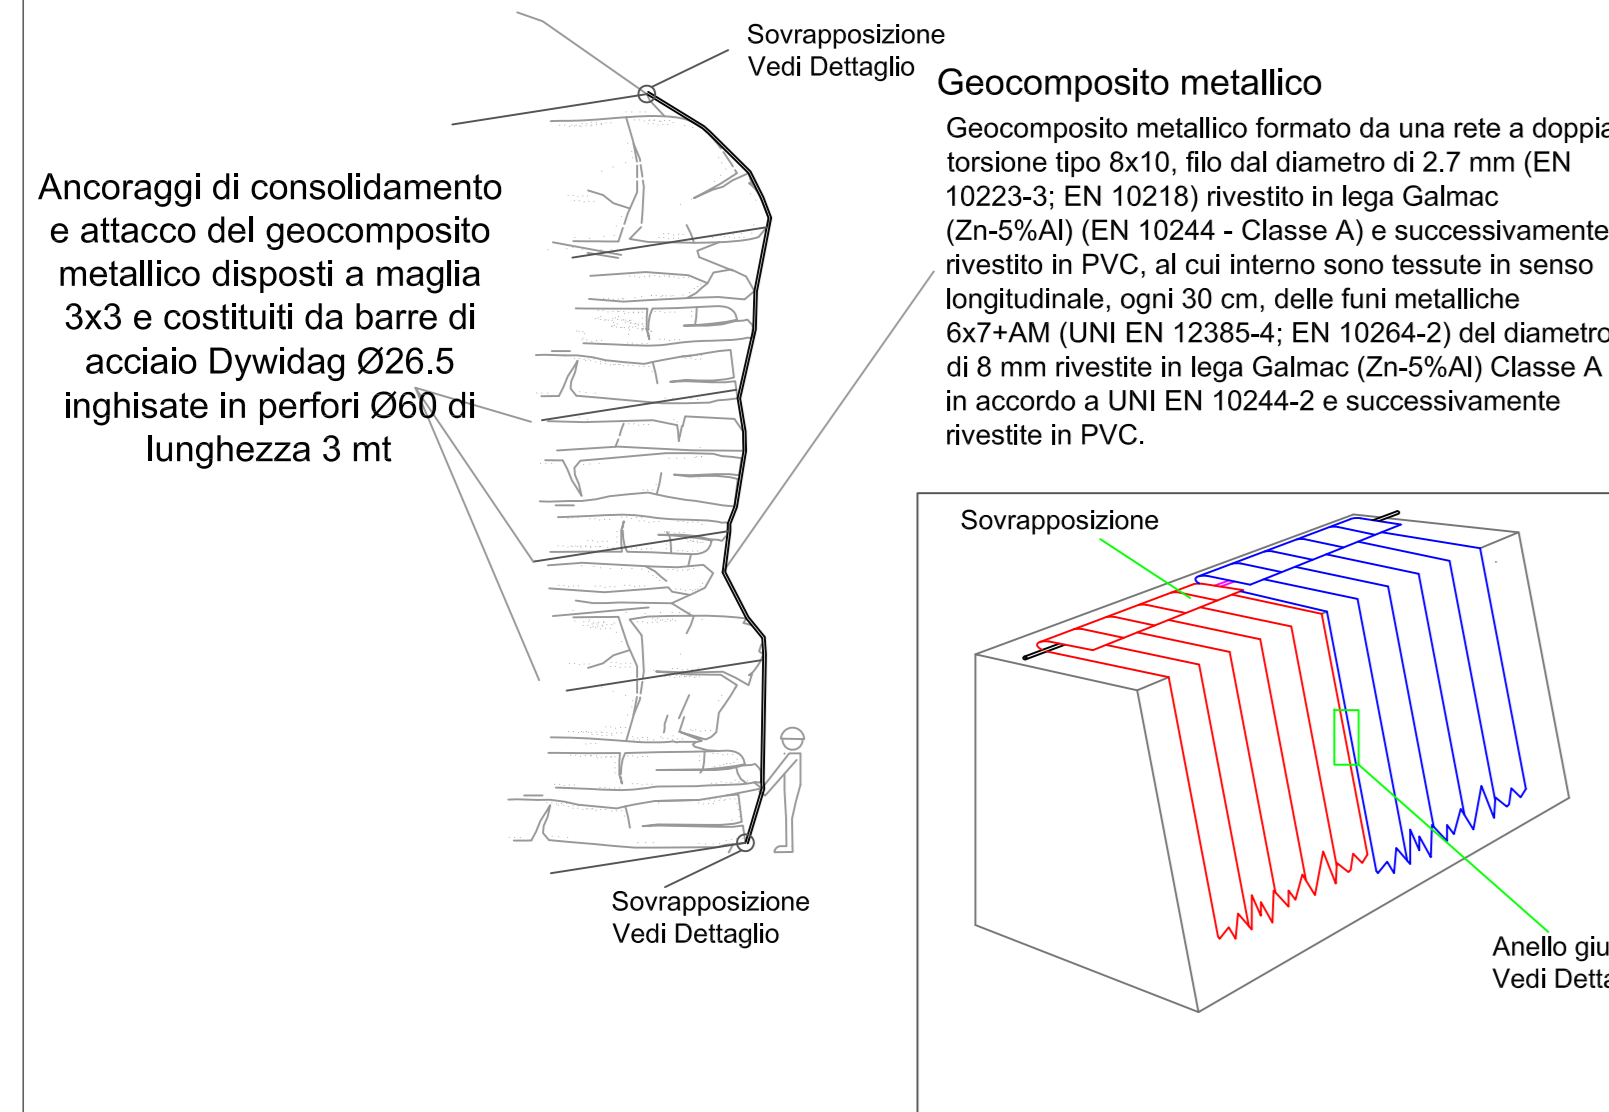 Sovrapposizione
Vedi Dettaglio
Geocomposito metallico
Geocomposito metallico formato da una rete a doppia
torsione tipo 8x10, filo dal diametro di 2.7 mm (EN
10223-3; EN 10218) rivestito in lega Galmac
(Zn-5%Al) (EN 10244 - Classe A) e successivamente
rivestito in PVC, al cui interno sono tessute in senso
longitudinale, ogni 30 cm, delle funi metalliche
6x7+AM (UNI EN 12385-4; EN 10264-2) del diametro
di 8 mm rivestite in lega Galmac (Zn-5%Al) Classe A
in accordo a UNI EN 10244-2 e successivamente
rivestite in PVC.
Ancoraggi di consolidamento
e attacco del geocomposito
metallico disposti a maglia
3x3 e costituiti da barre di
acciaio Dywidag Ø26.5
inghisate in perfori Ø60 di
lunghezza 3 mt
Sovrapposizione
Sovrapposizione
Vedi Dettaglio
Anello giu
Vedi Detta